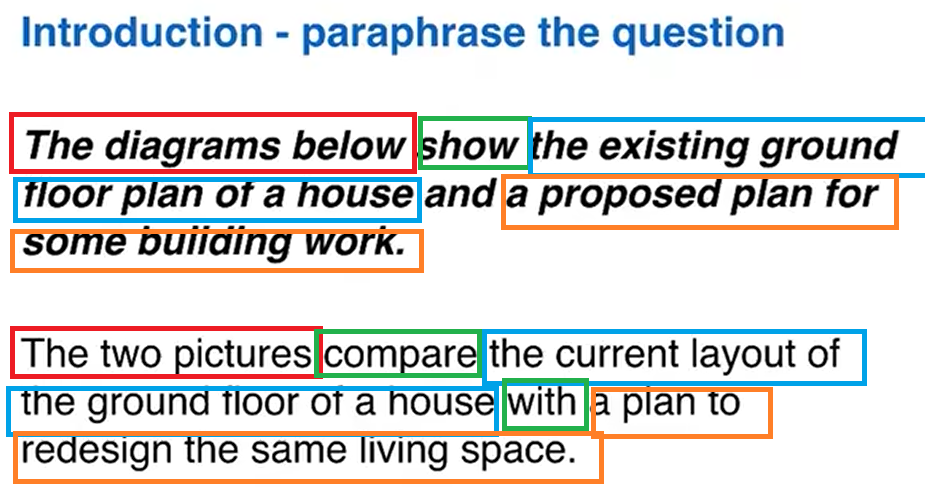 Introduction - paraphrase the question
The diagrams below show the existing ground
floor plan of a house and a proposed plan for
some building work.
The two pictures compare the current layout of
the ground floor of a house with a plan to
redesign the same living space.